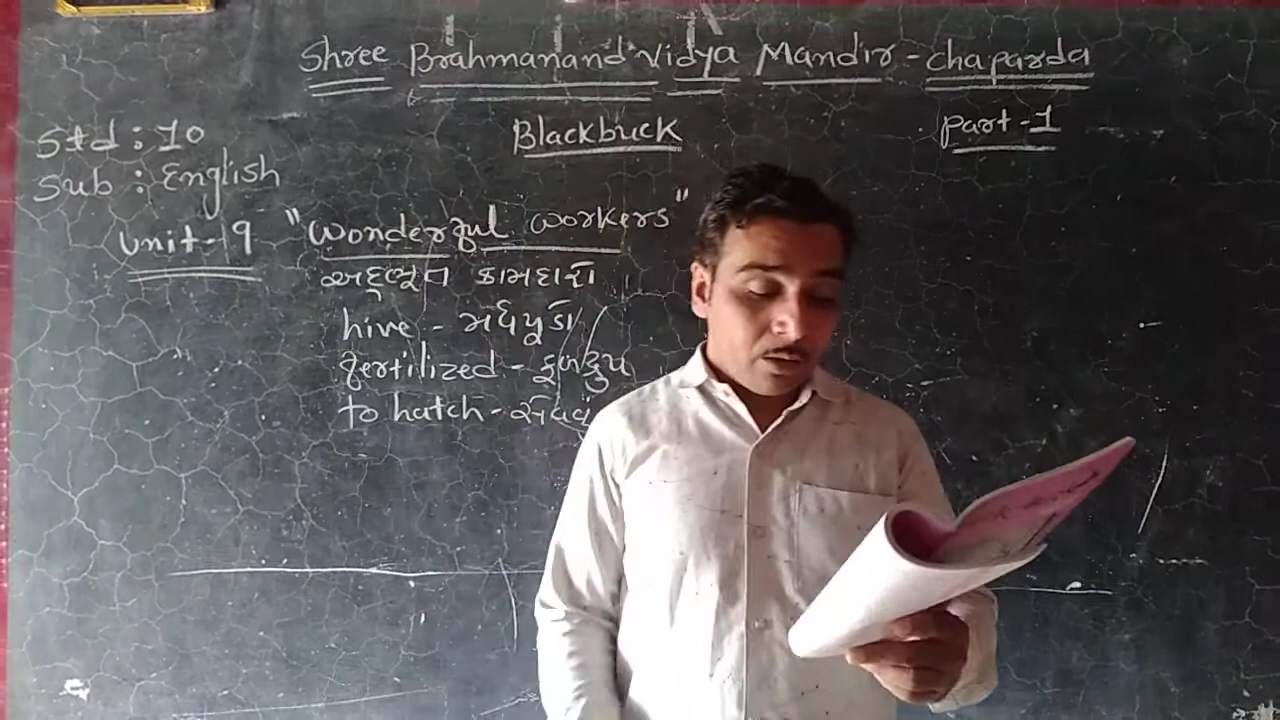 Shree Brahmanand Vidya Mandir - chaparda
Std : 10
Blackbuck
Part - 1
Sub : English
Unit - 9 "Wonderful workers"
અદ્ભૂત કામદારો
hive - મધપૂડો
fertilized - ફળદ્રુપ
to hatch - સેવવું